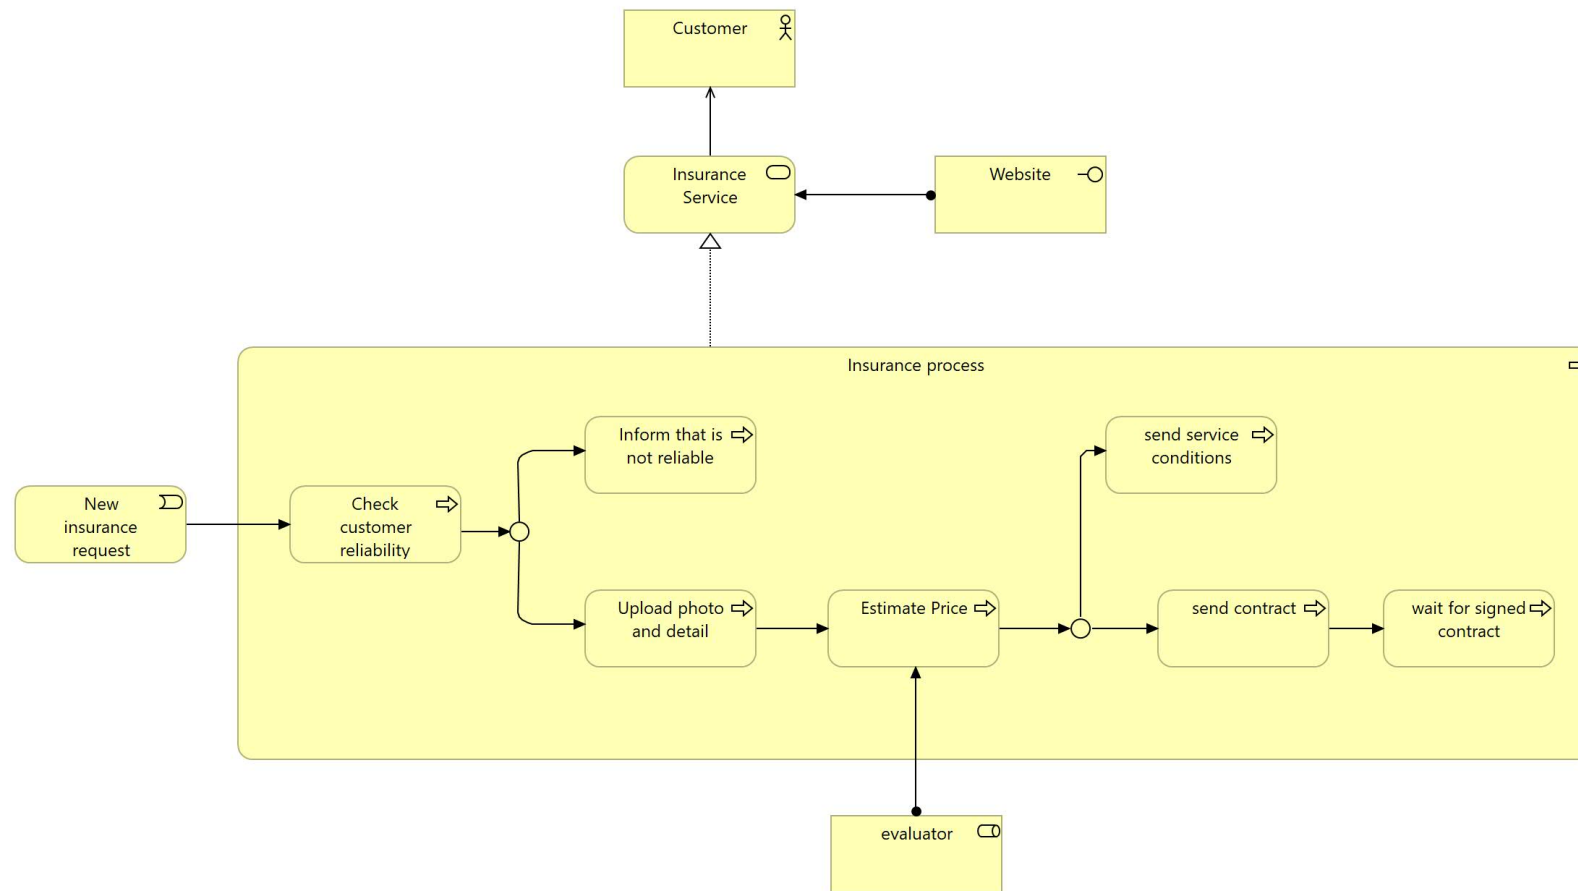 Customer
Insurance
Service
Website
Insurance process
Inform that is
not reliable
send service
conditions
New
insurance
request
Check
customer
reliability
Upload photo
and detail
Estimate Price
send contract
wait for signed
contract
evaluator